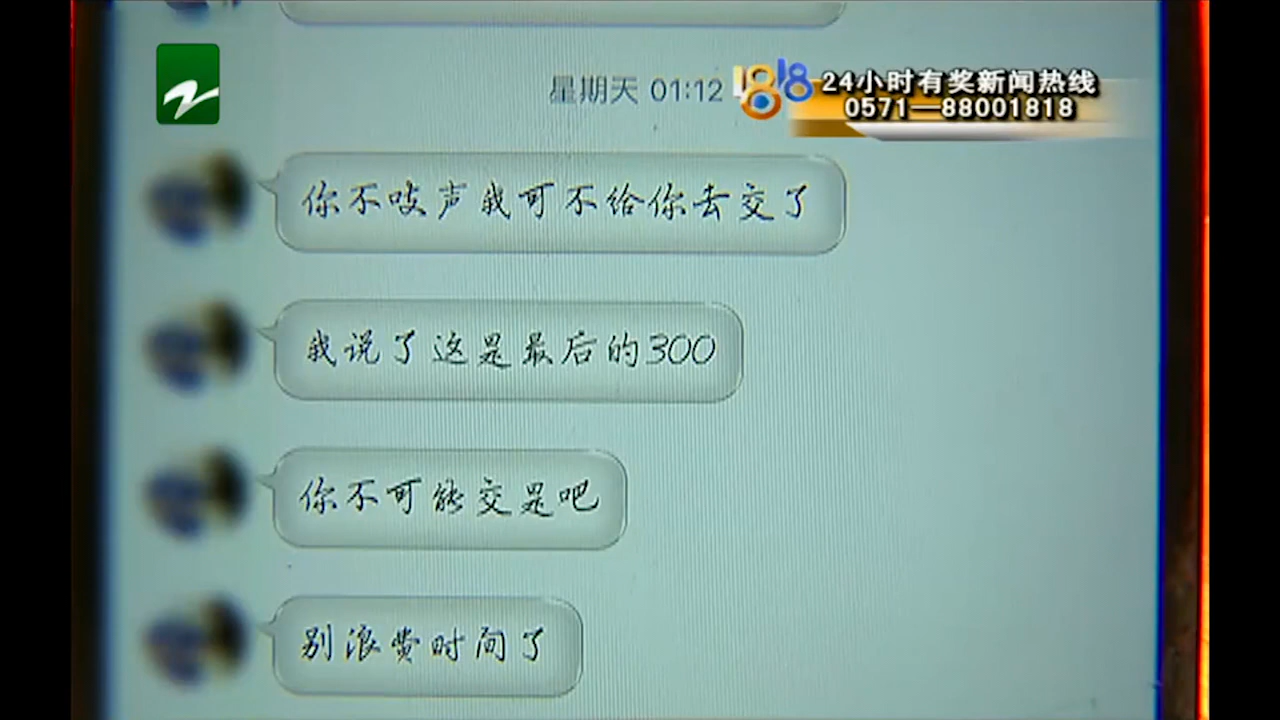 星期天 01:12
1818
24小时有奖新闻热线
0571—88001818
你不吱声我可不给你去交了
我说了这是最后的300
你不可能交是吧
别浪费时间了